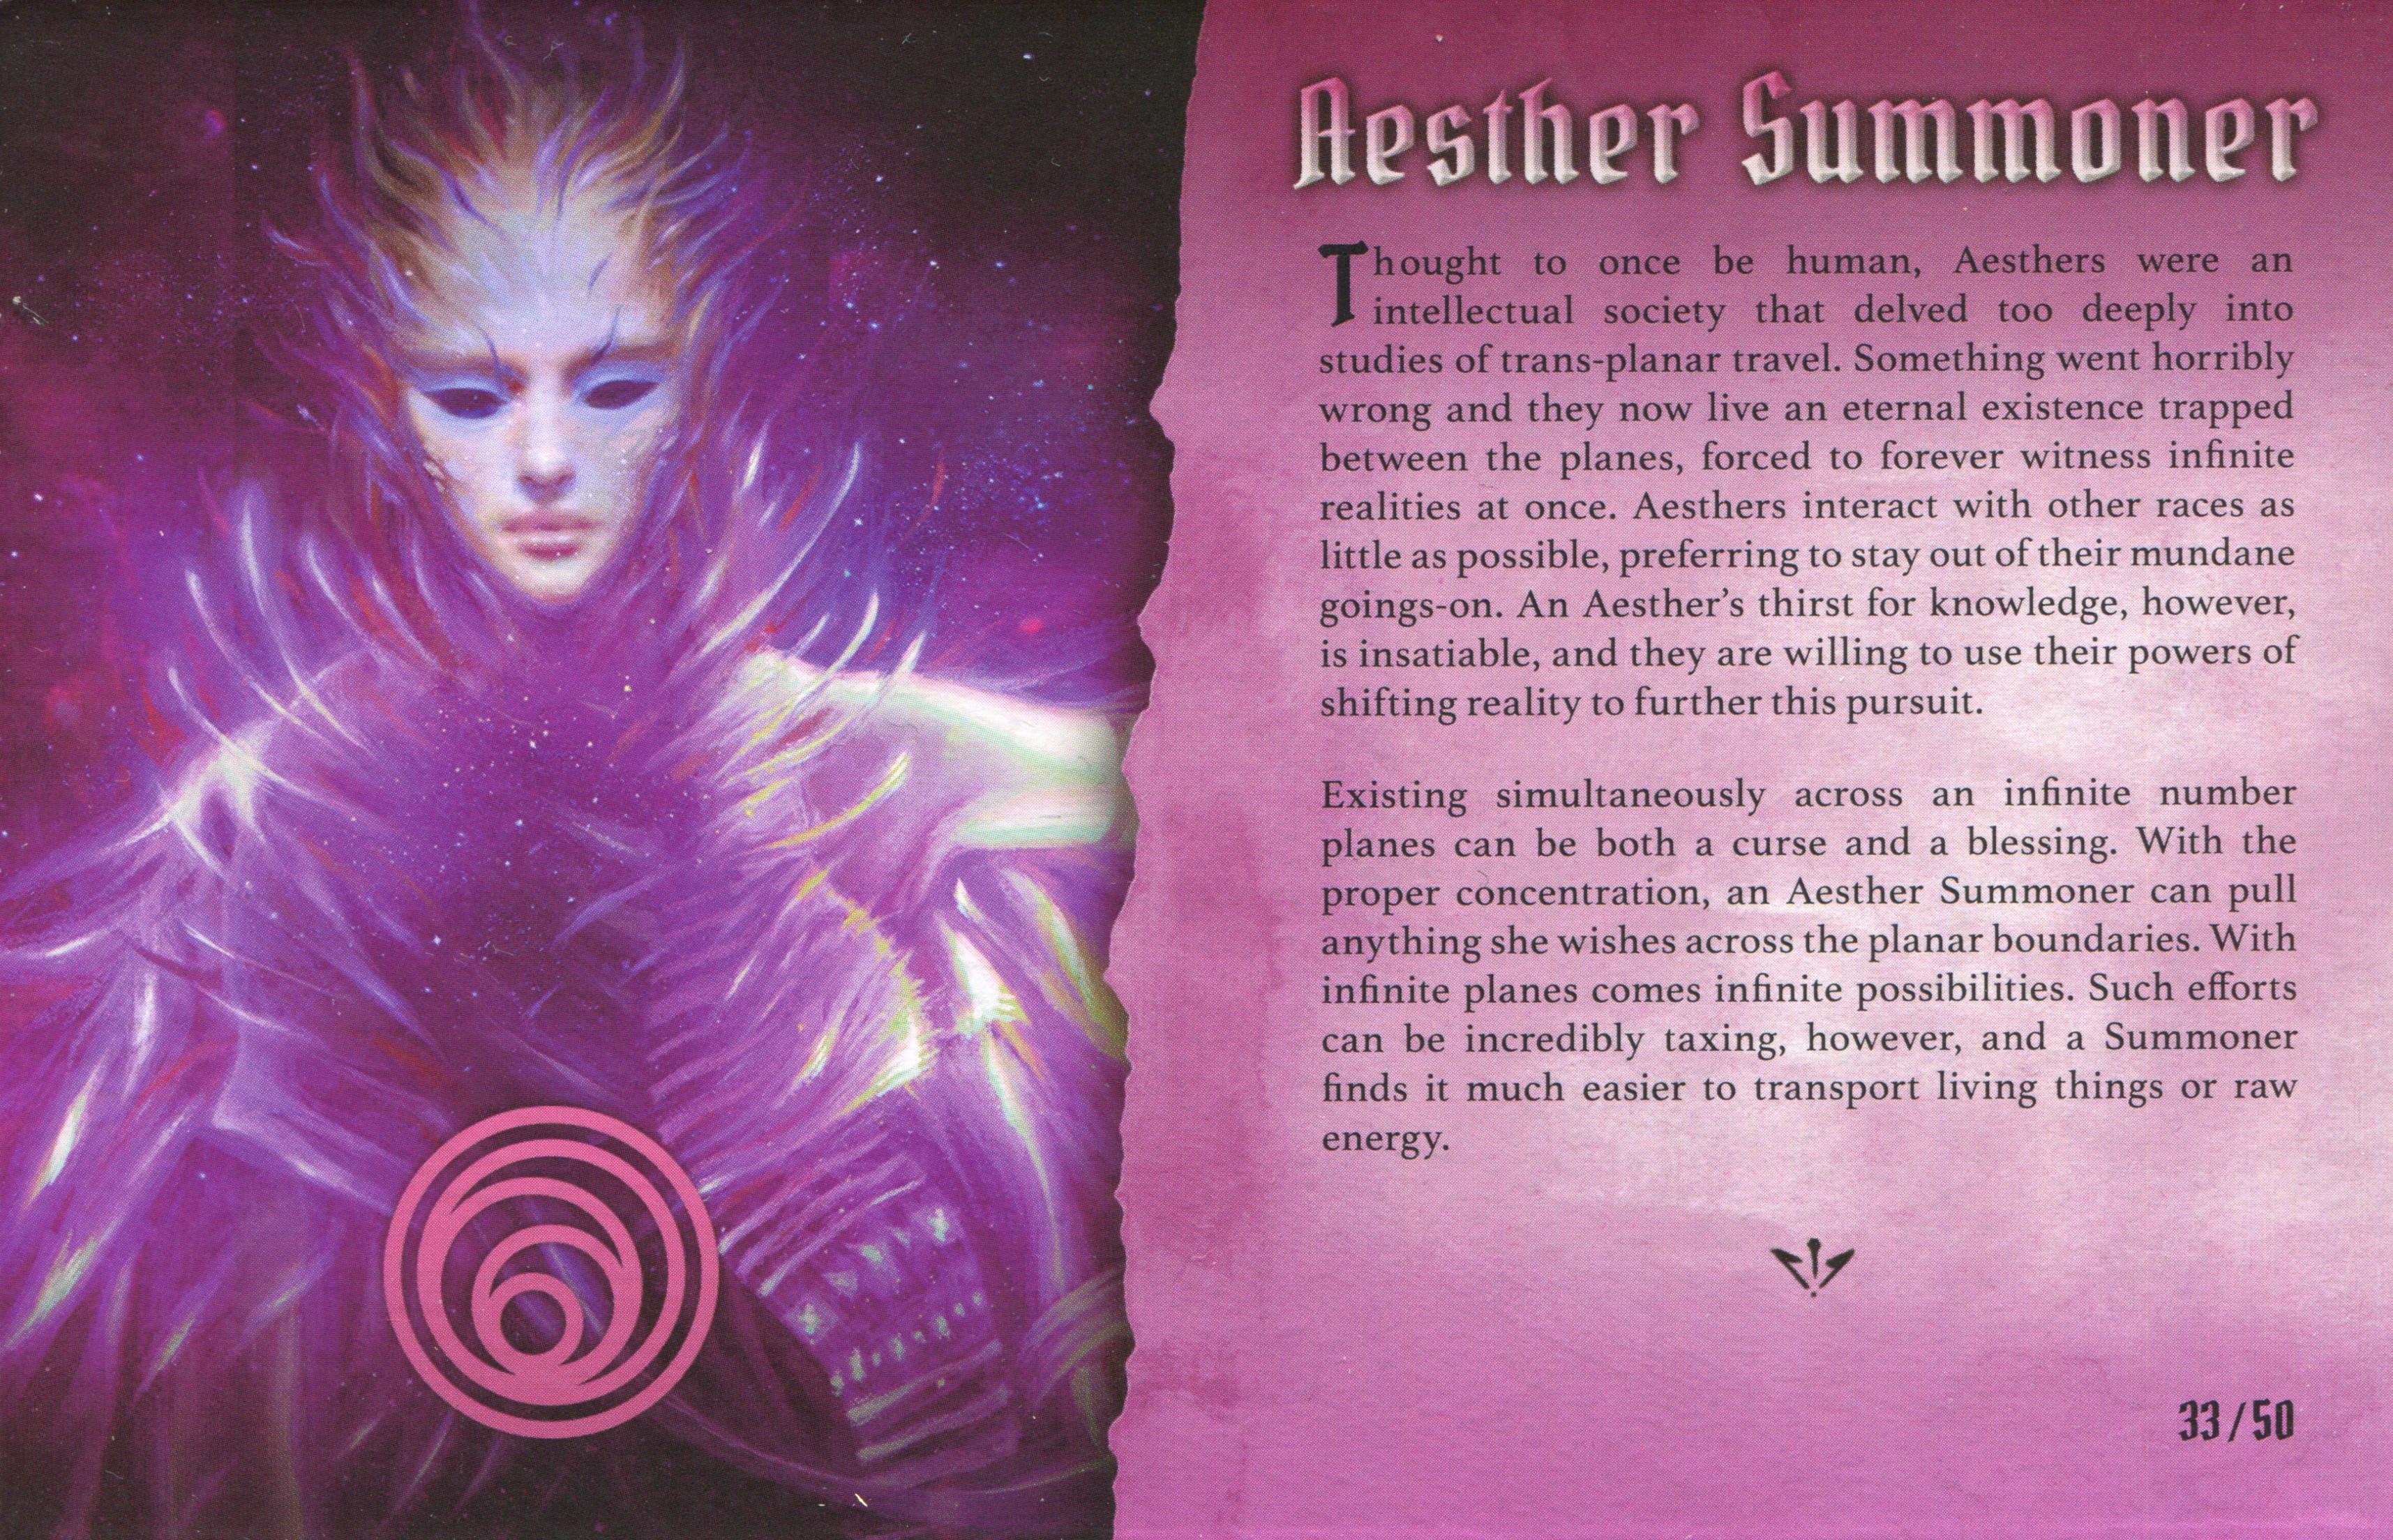 Aesther Summoner
Thought to once be human, Aesthers were an
intellectual society that delved too deeply into
studies of trans-planar travel. Something went horribly
wrong and they now live an eternal existence trapped
between the planes, forced to forever witness infinite
realities at once. Aesthers interact with other races as
little as possible, preferring to stay out of their mundane
goings-on. An Aesther’s thirst for knowledge, however,
is insatiable, and they are willing to use their powers of
shifting reality to further this pursuit.
Existing simultaneously across an infinite number
planes can be both a curse and a blessing. With the
proper concentration, an Aesther Summoner can pull
anything she wishes across the planar boundaries. With
infinite planes comes infinite possibilities. Such efforts
can be incredibly taxing, however, and a Summoner
finds it much easier to transport living things or raw
energy.
33/50